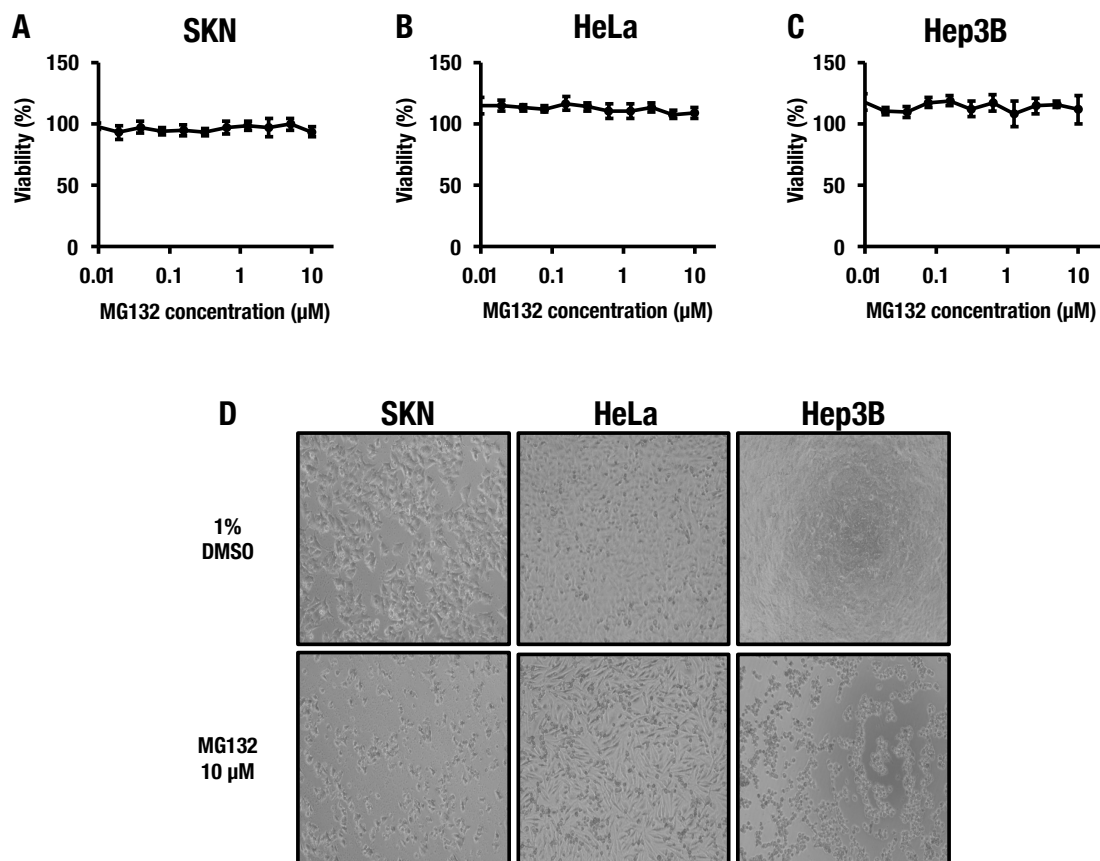 A
SKN
150
100
50
0
Viability (%)
0.01
0.1
1
10
MG132 concentration (µM)
B
HeLa
150
100
50
0
Viability (%)
0.01
0.1
1
10
MG132 concentration (µM)
C
Hep3B
150
100
50
0
Viability (%)
0.01
0.1
1
10
MG132 concentration (µM)
D
SKN
HeLa
Hep3B
1%
DMSO
MG132
10 µM